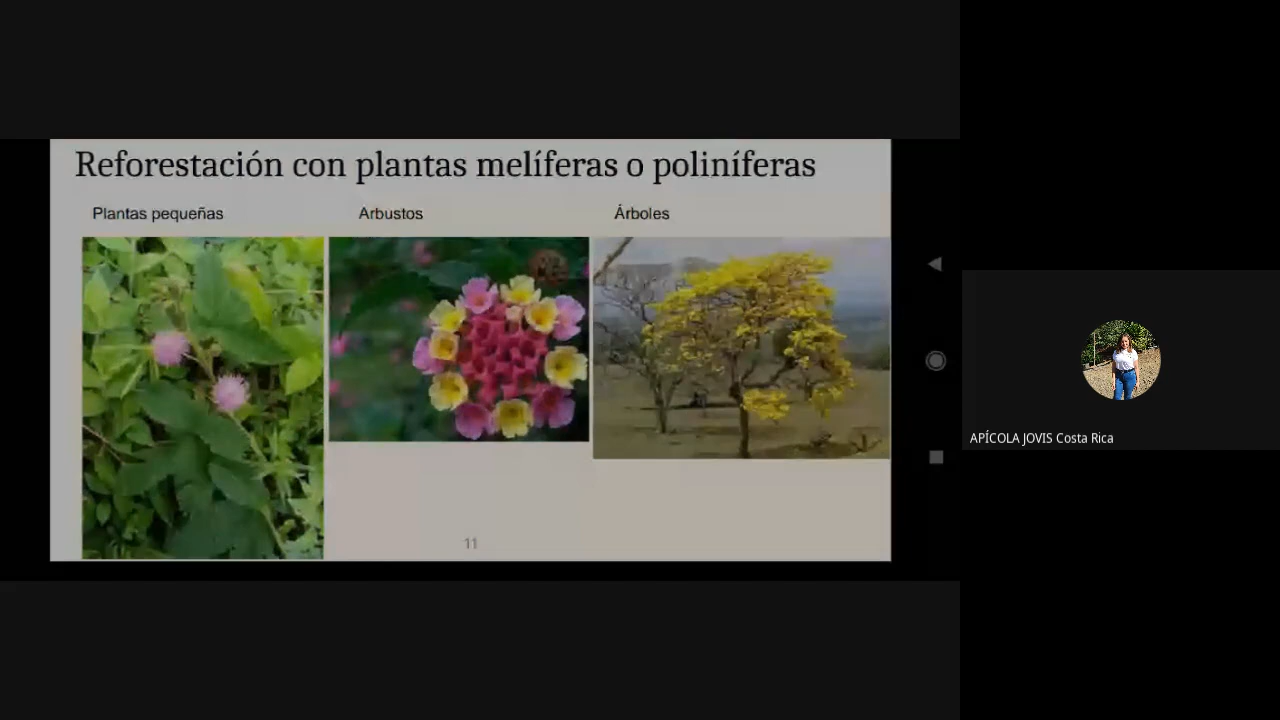 Reforestación con plantas melíferas o poliníferas
Plantas pequeñas
Arbustos
Árboles
11
APÍCOLA JOVIS Costa Rica